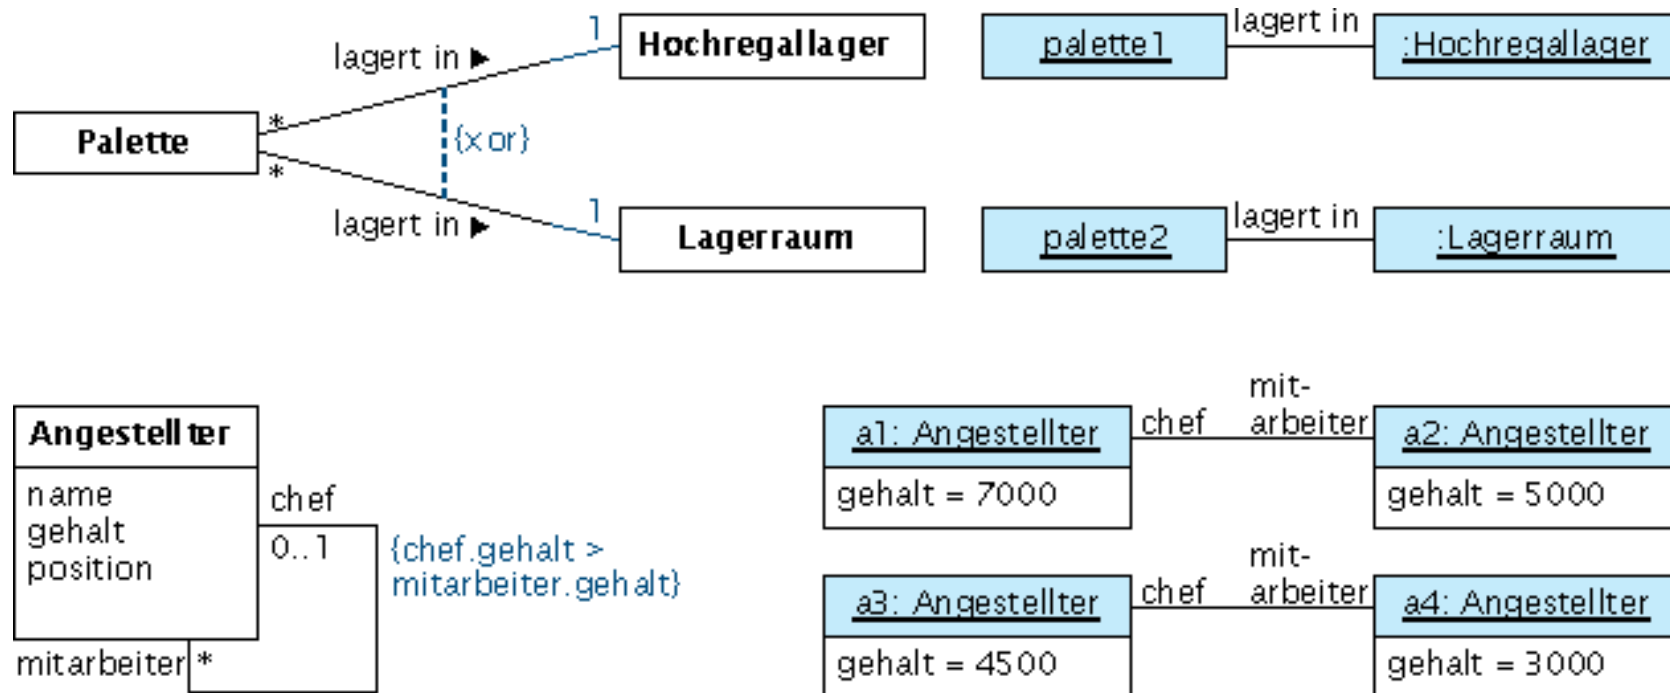 lagert in ▶
1
Hochregallager
palette1
lagert in
:Hochregallager
Palette
*
*
{xor}
lagert in ▶
1
Lagerraum
palette2
lagert in
:Lagerraum
Angestellter
name
gehalt
position
chef
0..1
{chef.gehalt >
mitarbeiter.gehalt}
mitarbeiter
*
a1: Angestellter
gehalt = 7000
chef
mit-
arbeiter
a2: Angestellter
gehalt = 5000
a3: Angestellter
gehalt = 4500
chef
mit-
arbeiter
a4: Angestellter
gehalt = 3000